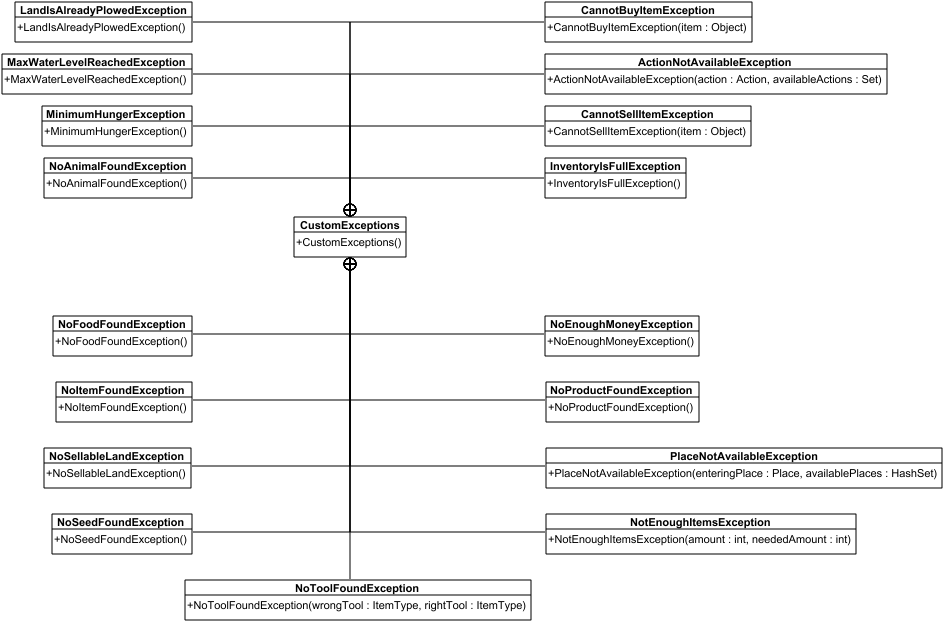 LandIsAlreadyPlowedException
+LandIsAlreadyPlowedException()
CannotBuyItemException
+CannotBuyItemException(item : Object)
MaxWaterLevelReachedException
+MaxWaterLevelReachedException()
ActionNotAvailableException
+ActionNotAvailableException(action : Action, availableActions : Set)
MinimumHungerException
+MinimumHungerException()
CannotSellItemException
+CannotSellItemException(item : Object)
NoAnimalFoundException
+NoAnimalFoundException()
InventoryIsFullException
+InventoryIsFullException()
CustomExceptions
+CustomExceptions()
NoFoodFoundException
+NoFoodFoundException()
NoEnoughMoneyException
+NoEnoughMoneyException()
NoItemFoundException
+NoItemFoundException()
NoProductFoundException
+NoProductFoundException()
NoSellableLandException
+NoSellableLandException()
PlaceNotAvailableException
+PlaceNotAvailableException(enteringPlace : Place, availablePlaces : HashSet)
NoSeedFoundException
+NoSeedFoundException()
NotEnoughItemsException
+NotEnoughItemsException(amount : int, neededAmount : int)
NoToolFoundException
+NoToolFoundException(wrongTool : ItemType, rightTool : ItemType)